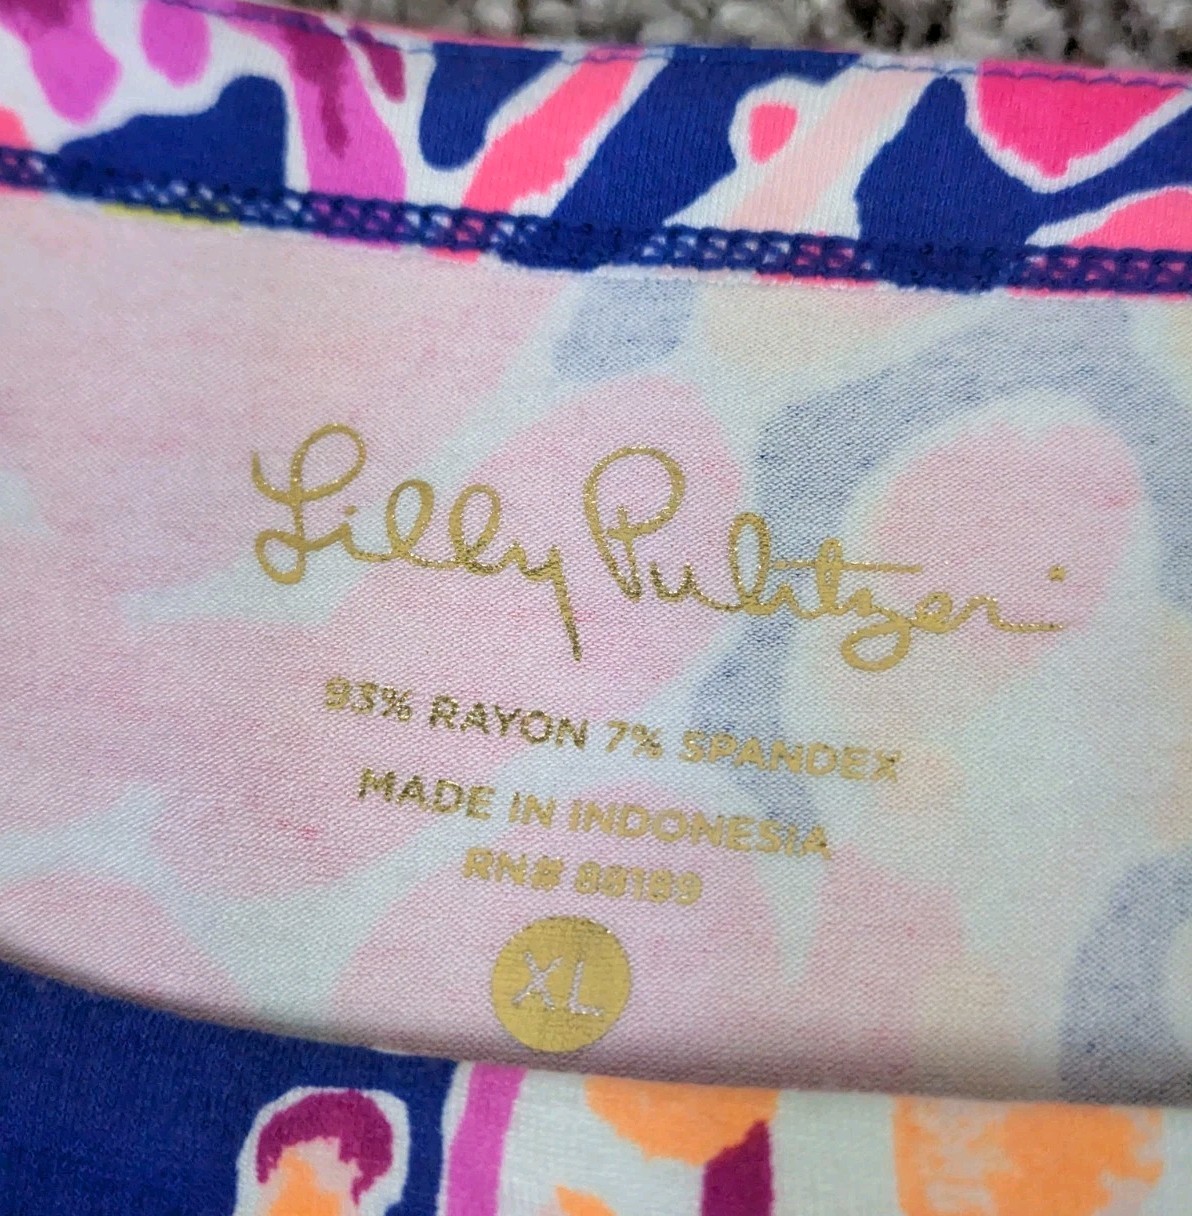 Lilly Pulitzer
93% RAYON 7% SPANDEX
MADE IN INDONESIA
RN# 88189
XL